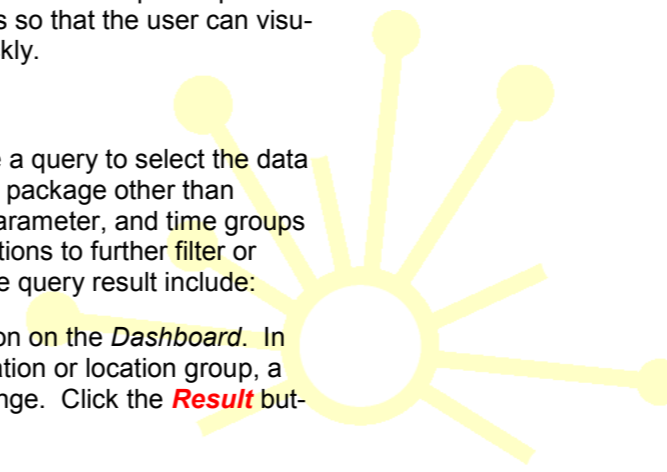 s so that the user can visu-
kly.
a query to select the data
package other than
arameter, and time groups
tions to further filter or
e query result include:
on on the Dashboard. In
ation or location group, a
nge. Click the Result but-